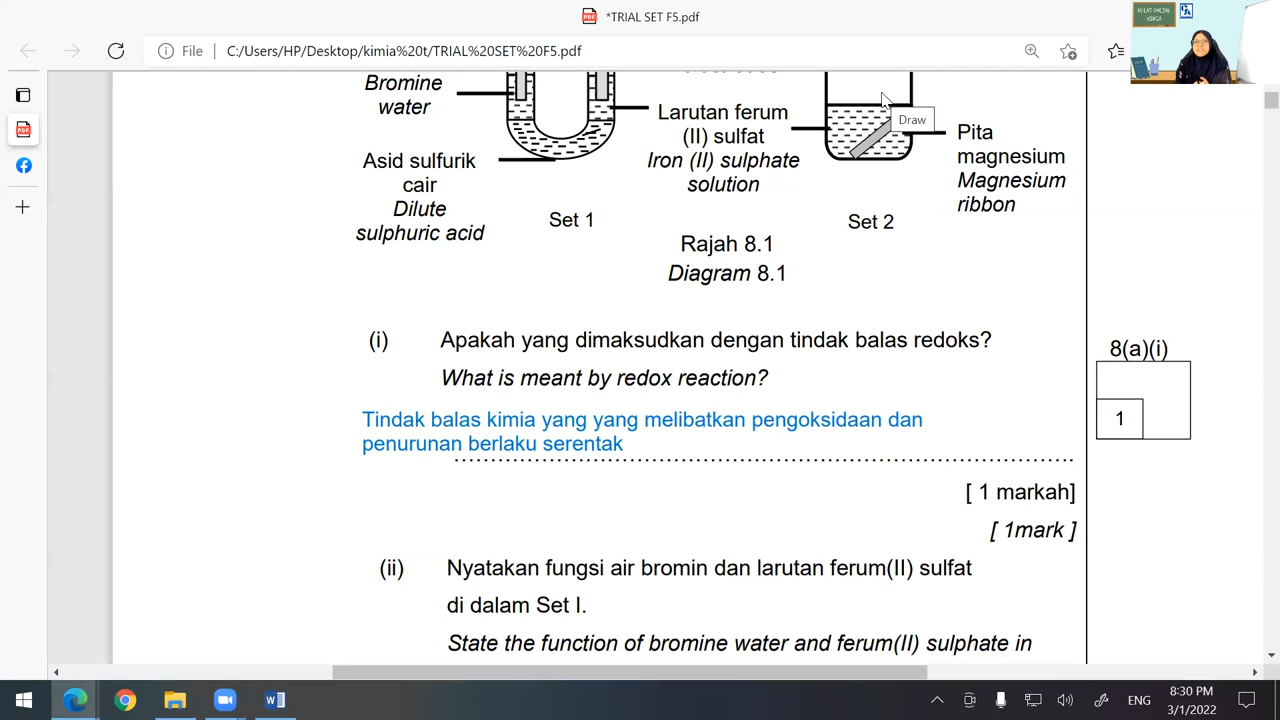 *TRIAL SET F5.pdf
File
C:/Users/HP/Desktop/kimia%20t/TRIAL%20SET%20F5.pdf
KELAS ONLINE
KIMIA
Bromine
water
Asid sulfurik
cair
Dilute
sulphuric acid
Set 1
Larutan ferum
(II) sulfat
Iron (II) sulphate
solution
Draw
Pita
magnesium
Magnesium
ribbon
Set 2
Rajah 8.1
Diagram 8.1
(i) Apakah yang dimaksudkan dengan tindak balas redoks?
What is meant by redox reaction?
8(a)(i)
1
Tindak balas kimia yang yang melibatkan pengoksidaan dan
penurunan berlaku serentak
[ 1 markah]
[ 1mark ]
(ii) Nyatakan fungsi air bromin dan larutan ferum(II) sulfat
di dalam Set I.
State the function of bromine water and ferum(II) sulphate in
ENG
8:30 PM
3/1/2022